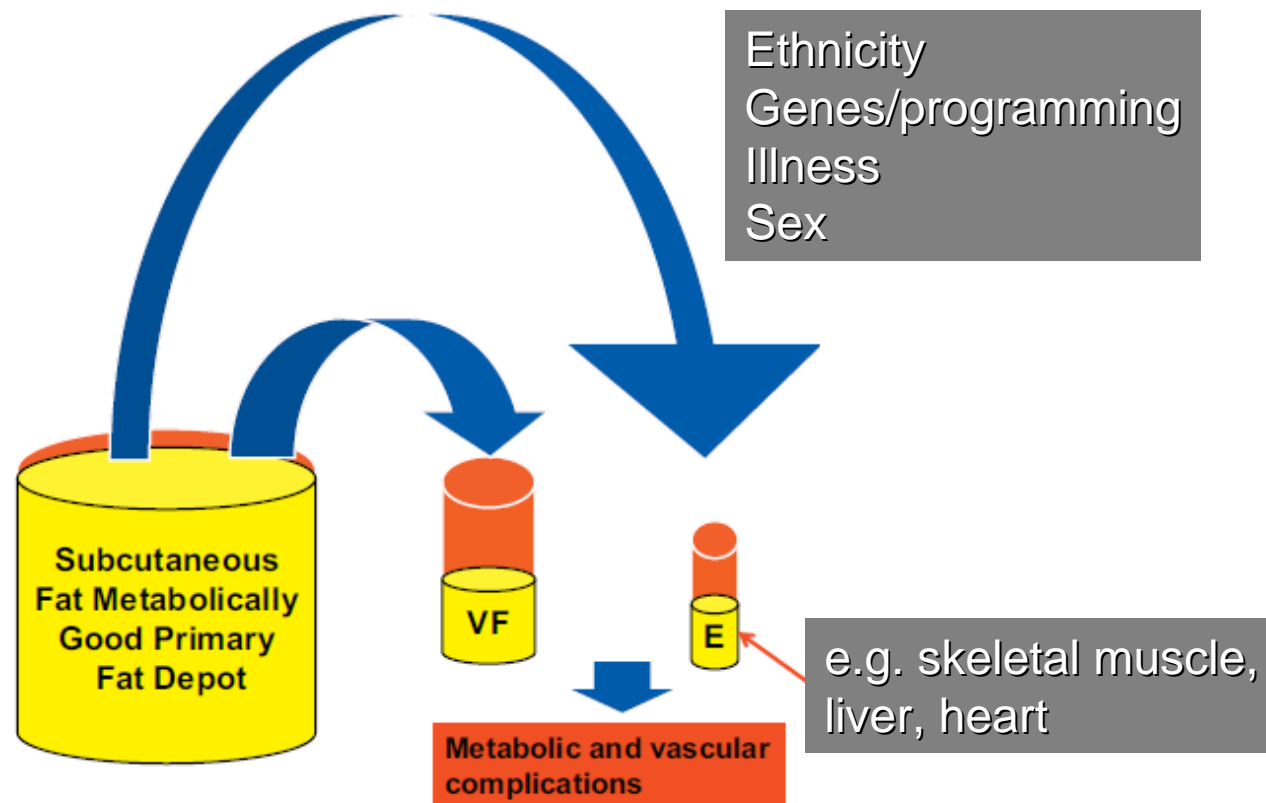 Ethnicity
Genes/programming
Illness
Sex
Subcutaneous
Fat Metabolically
Good Primary
Fat Depot
VF
E
e.g. skeletal muscle,
liver, heart
Metabolic and vascular
complications